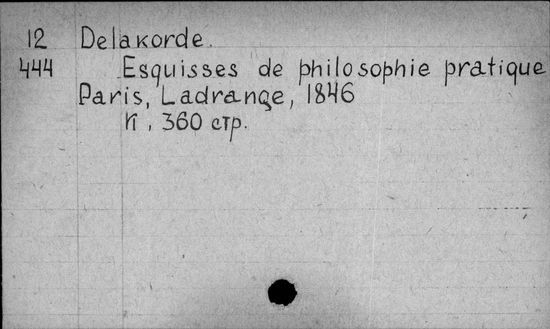 12 Delakorde.
444 Esquisses de philosophie pratique
Paris, Ladrange, 1846
K, 360 стр.